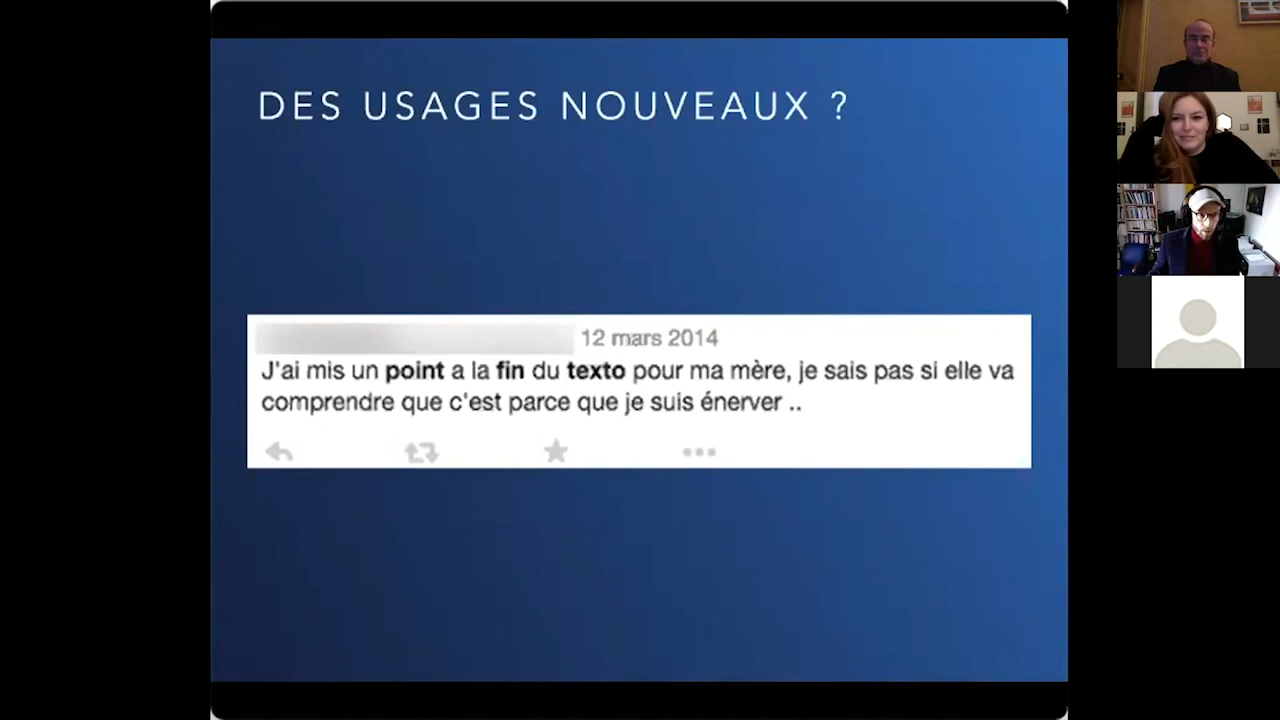 DES USAGES NOUVEAUX ?
12 mars 2014
J'ai mis un point a la fin du texto pour ma mère, je sais pas si elle va
comprendre que c'est parce que je suis énerver ..